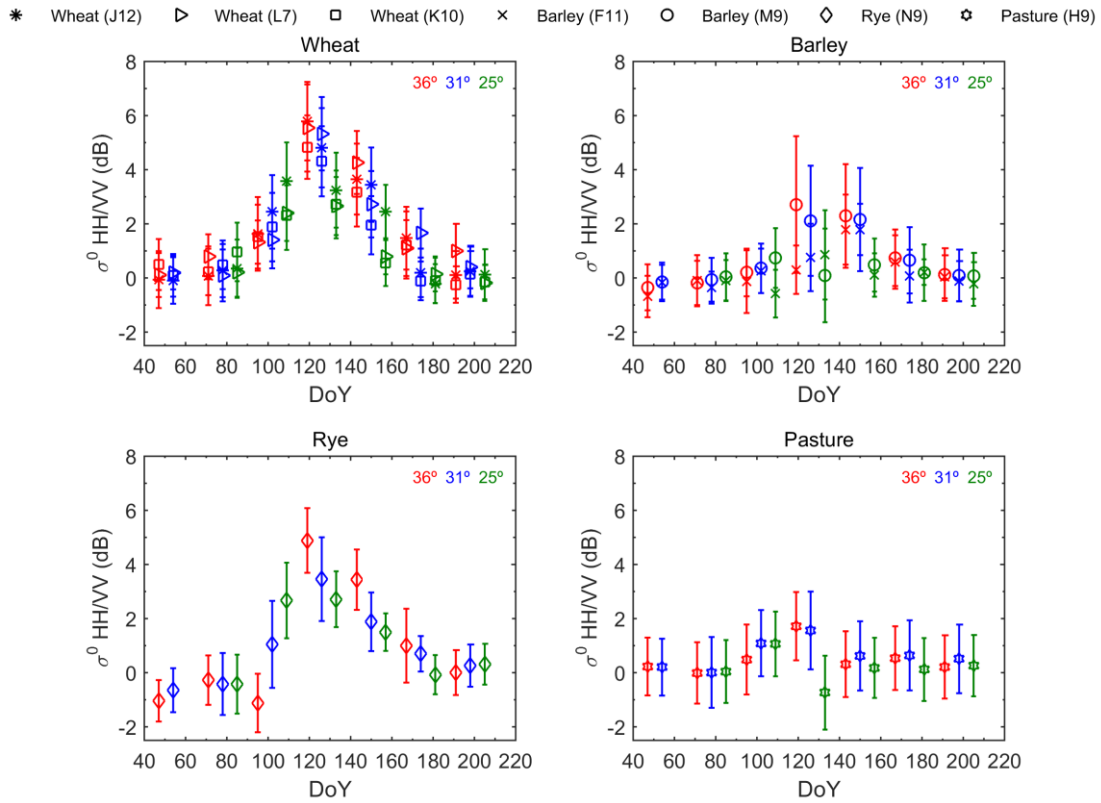 Wheat (J12) Wheat (L7) Wheat (K10) Barley (F11) Barley (M9) Rye (N9) Pasture (H9)
Wheat
36º 31º 25º
8
6
4
2
0
-2
σ⁰ HH/VV (dB)
40 60 80 100 120 140 160 180 200 220
DoY
Barley
36º 31º 25º
8
6
4
2
0
-2
σ⁰ HH/VV (dB)
40 60 80 100 120 140 160 180 200 220
DoY
Rye
36º 31º 25º
8
6
4
2
0
-2
σ⁰ HH/VV (dB)
40 60 80 100 120 140 160 180 200 220
DoY
Pasture
36º 31º 25º
8
6
4
2
0
-2
σ⁰ HH/VV (dB)
40 60 80 100 120 140 160 180 200 220
DoY